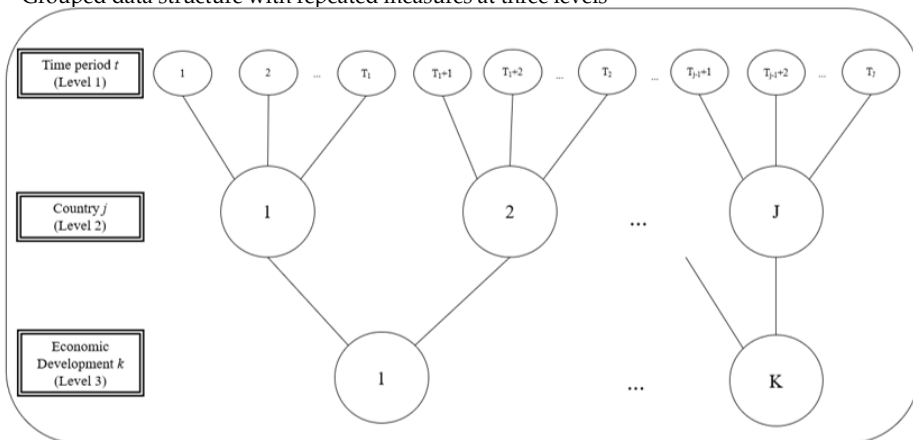 Grouped data structure with repeated measures at three levels
Time period t
(Level 1)
1
2
...
T₁
T₁+1
T₁+2
...
T₂
...
Tⱼ₋₁+1
Tⱼ₋₁+2
...
Country j
(Level 2)
1
2
...
J
Economic
Development k
(Level 3)
1
...
K